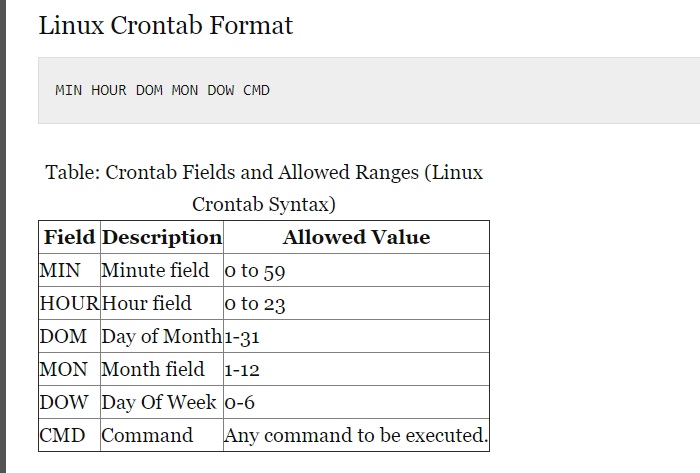 Linux Crontab Format
MIN HOUR DOM MON DOW CMD
Table: Crontab Fields and Allowed Ranges (Linux
Crontab Syntax)
Field Description Allowed Value
MIN Minute field 0 to 59
HOUR Hour field 0 to 23
DOM Day of Month 1-31
MON Month field 1-12
DOW Day Of Week 0-6
CMD Command Any command to be executed.